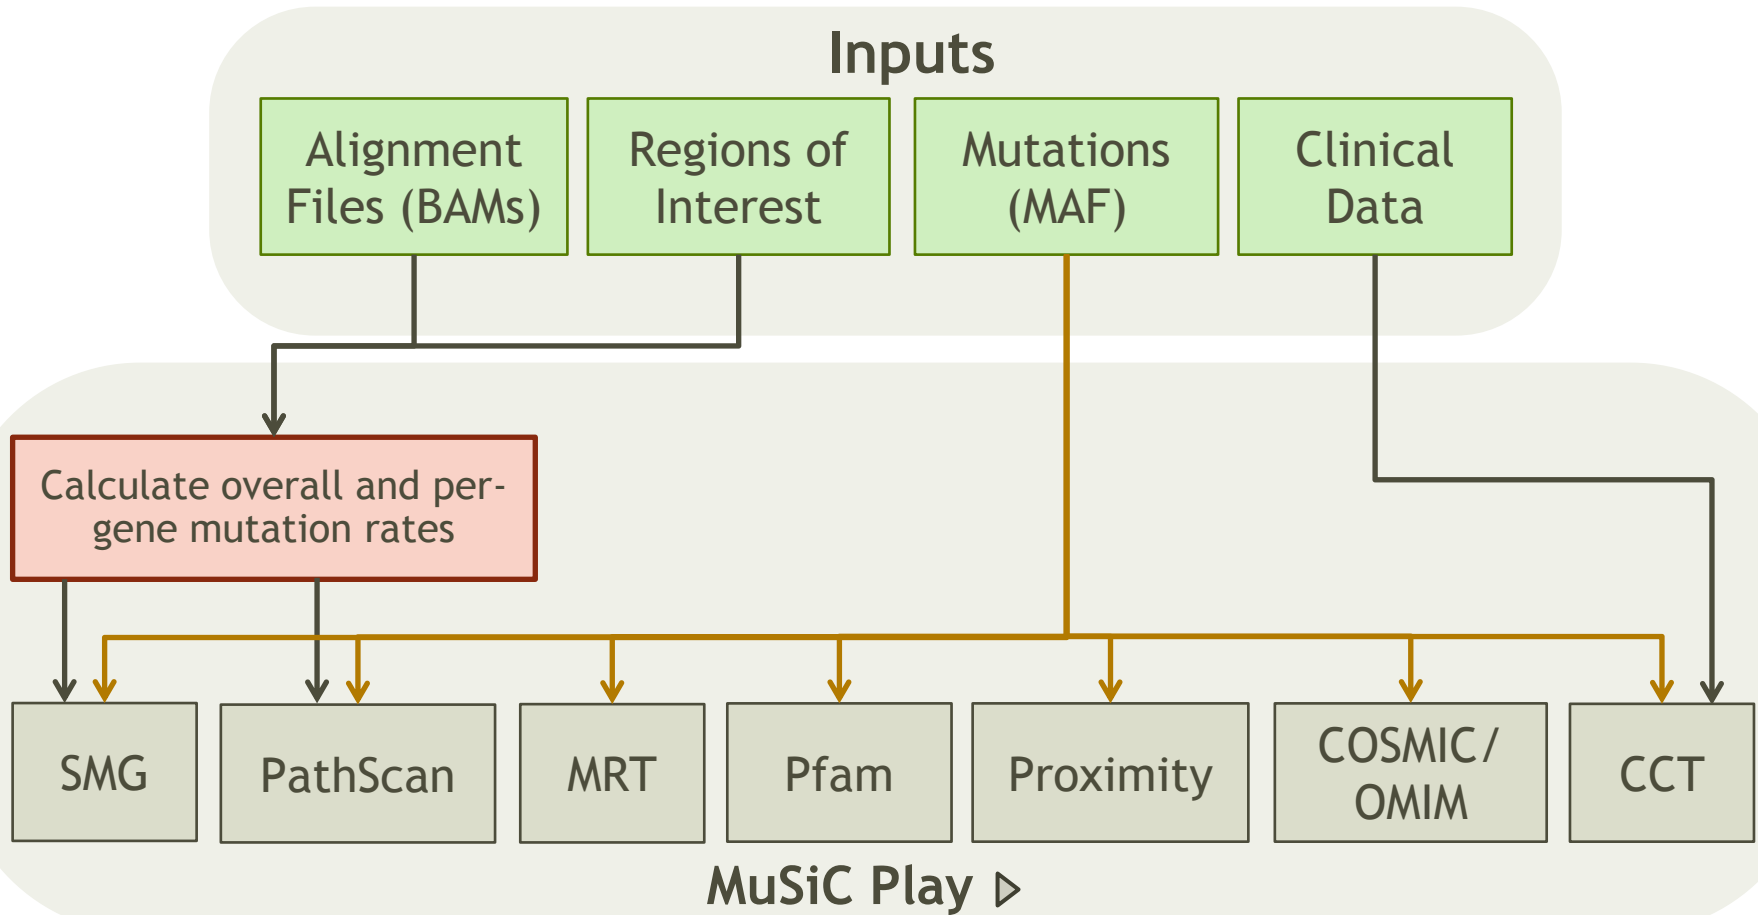 Inputs
Alignment
Files (BAMs)
Regions of
Interest
Mutations
(MAF)
Clinical
Data
Calculate overall and per-
gene mutation rates
SMG
PathScan
MRT
Pfam
Proximity
COSMIC/
OMIM
CCT
MuSiC Play